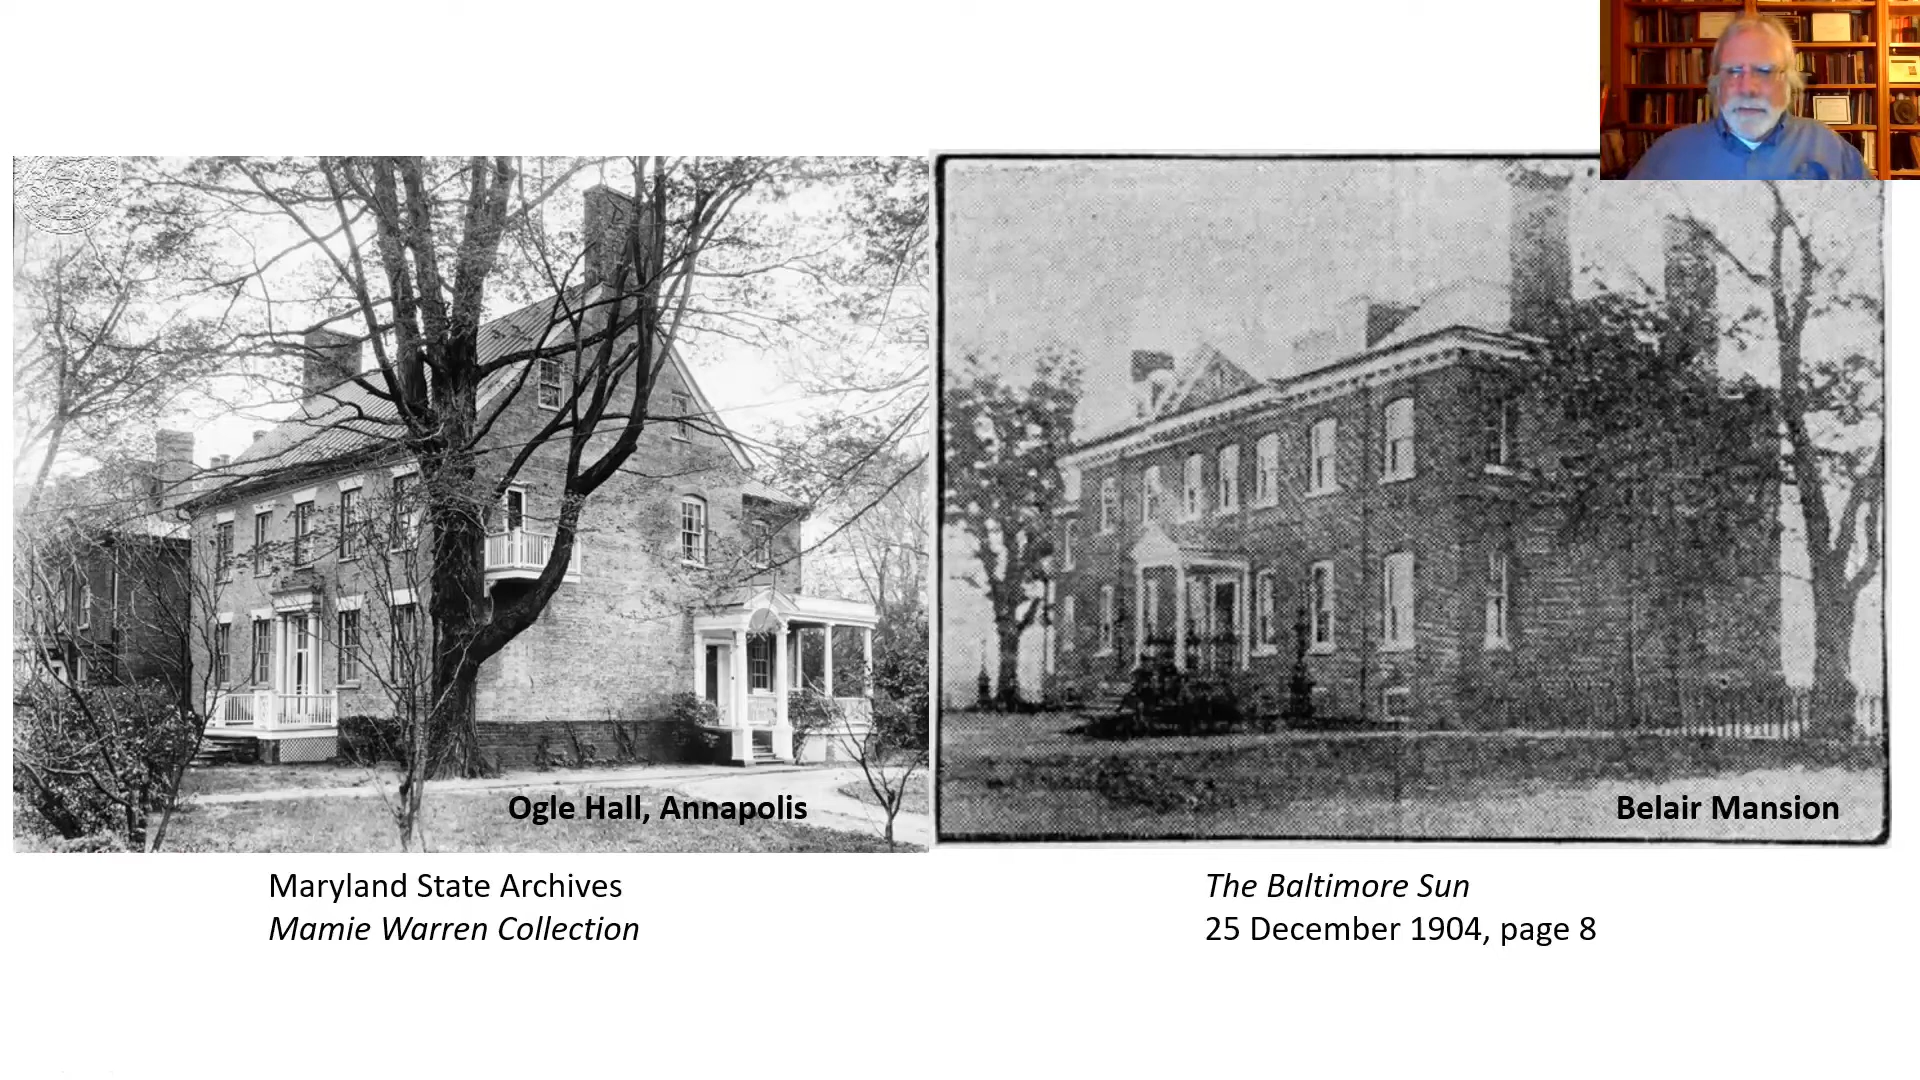 Ogle Hall, Annapolis
Belair Mansion
Maryland State Archives
Mamie Warren Collection
The Baltimore Sun
25 December 1904, page 8